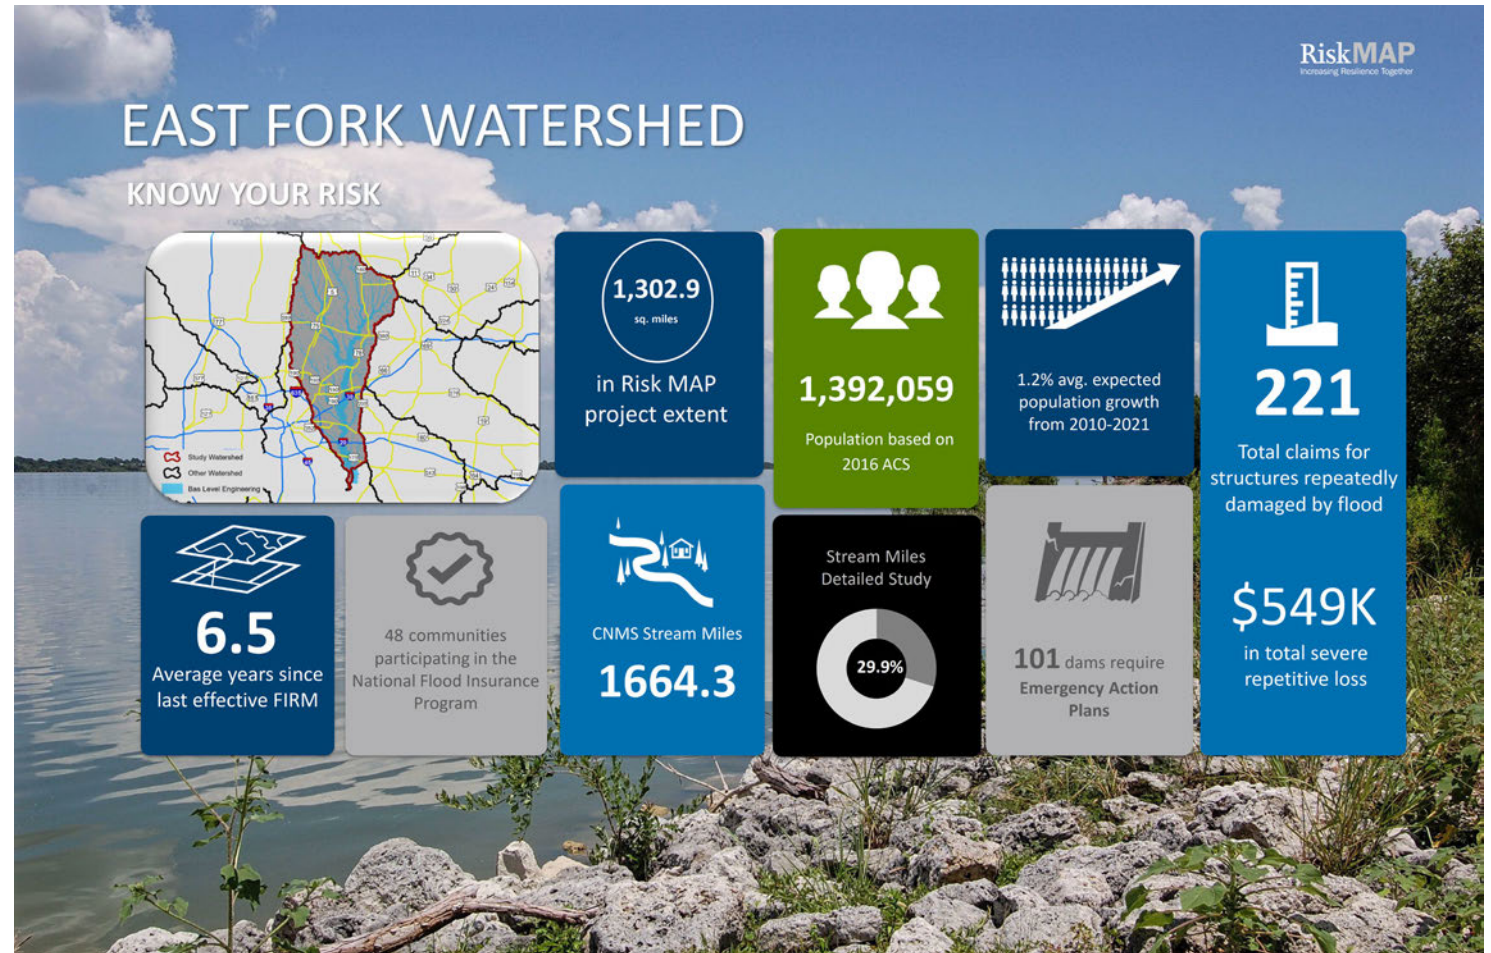 RiskMAP
Increasing Resilience Together
EAST FORK WATERSHED
KNOW YOUR RISK
Study Watershed
Other Watershed
Bas Level Engineering
1,302.9
sq. miles
in Risk MAP
project extent
1,392,059
Population based on
2016 ACS
1.2% avg. expected
population growth
from 2010-2021
221
Total claims for
structures repeatedly
damaged by flood
$549K
in total severe
repetitive loss
6.5
Average years since
last effective FIRM
48 communities
participating in the
National Flood Insurance
Program
CNMS Stream Miles
1664.3
Stream Miles
Detailed Study
29.9%
101 dams require
Emergency Action
Plans